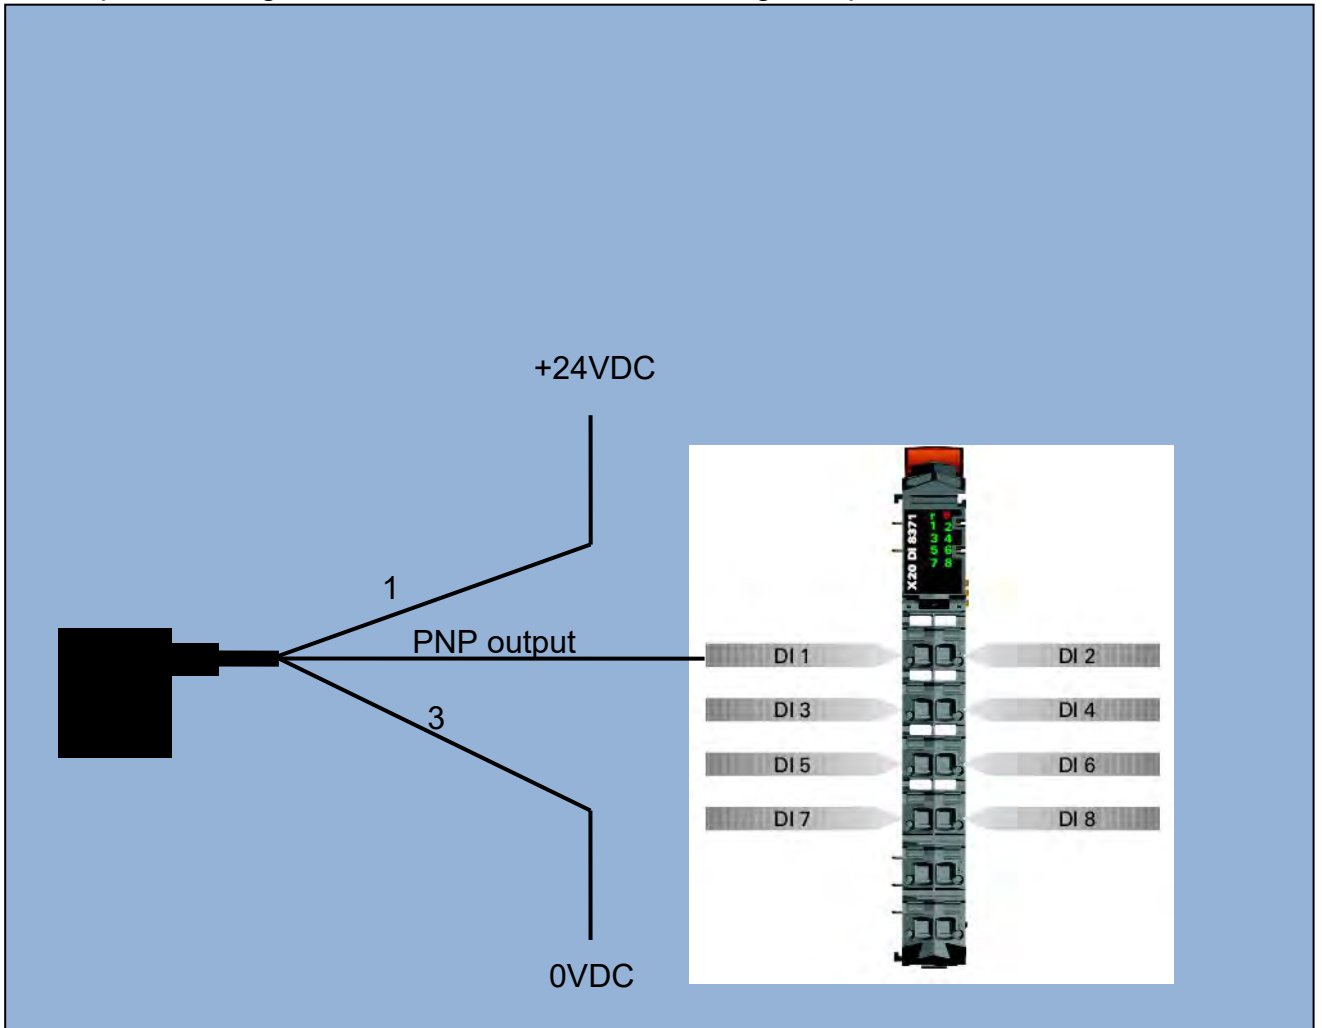 +24VDC
1
PNP output
3
0VDC
X20 DI 8371
r e
1 2
3 4
5 6
7 8
DI 1
DI 2
DI 3
DI 4
DI 5
DI 6
DI 7
DI 8